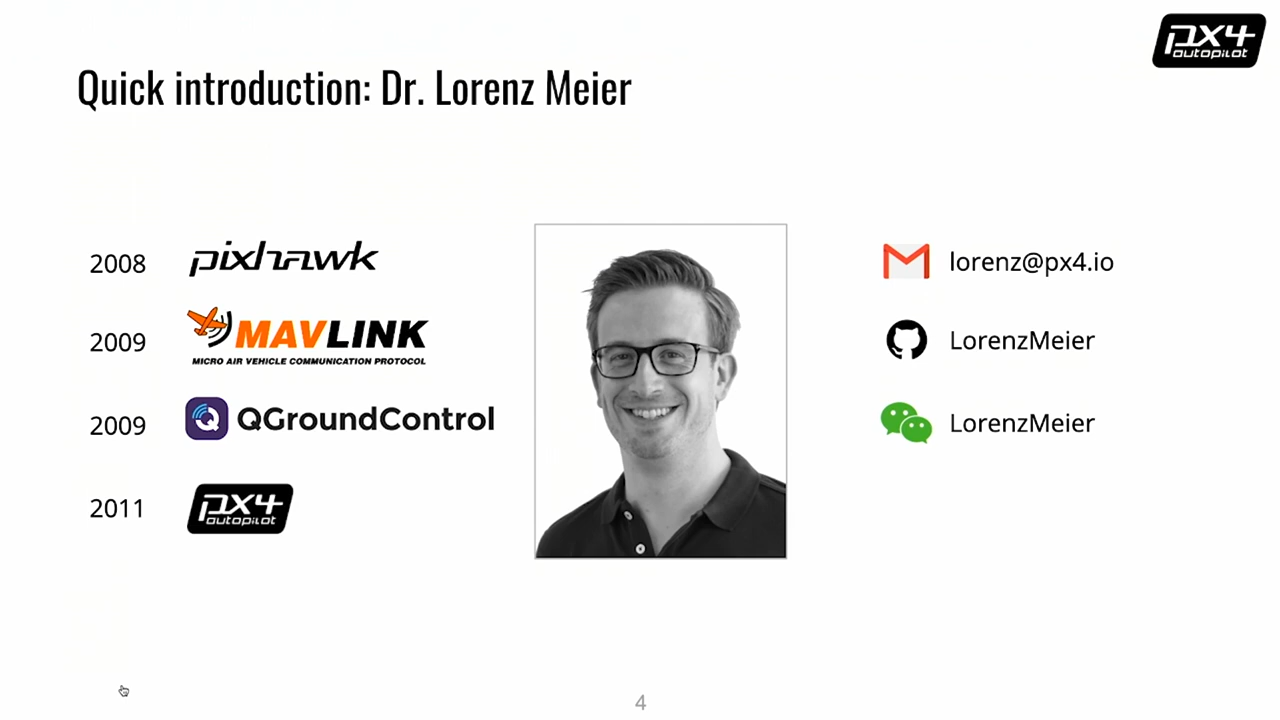 px4
autopilot
Quick introduction: Dr. Lorenz Meier
2008 pixhawk
2009 MAVLINK
MICRO AIR VEHICLE COMMUNICATION PROTOCOL
2009 QGroundControl
2011 px4
autopilot
lorenz@px4.io
LorenzMeier
LorenzMeier
4